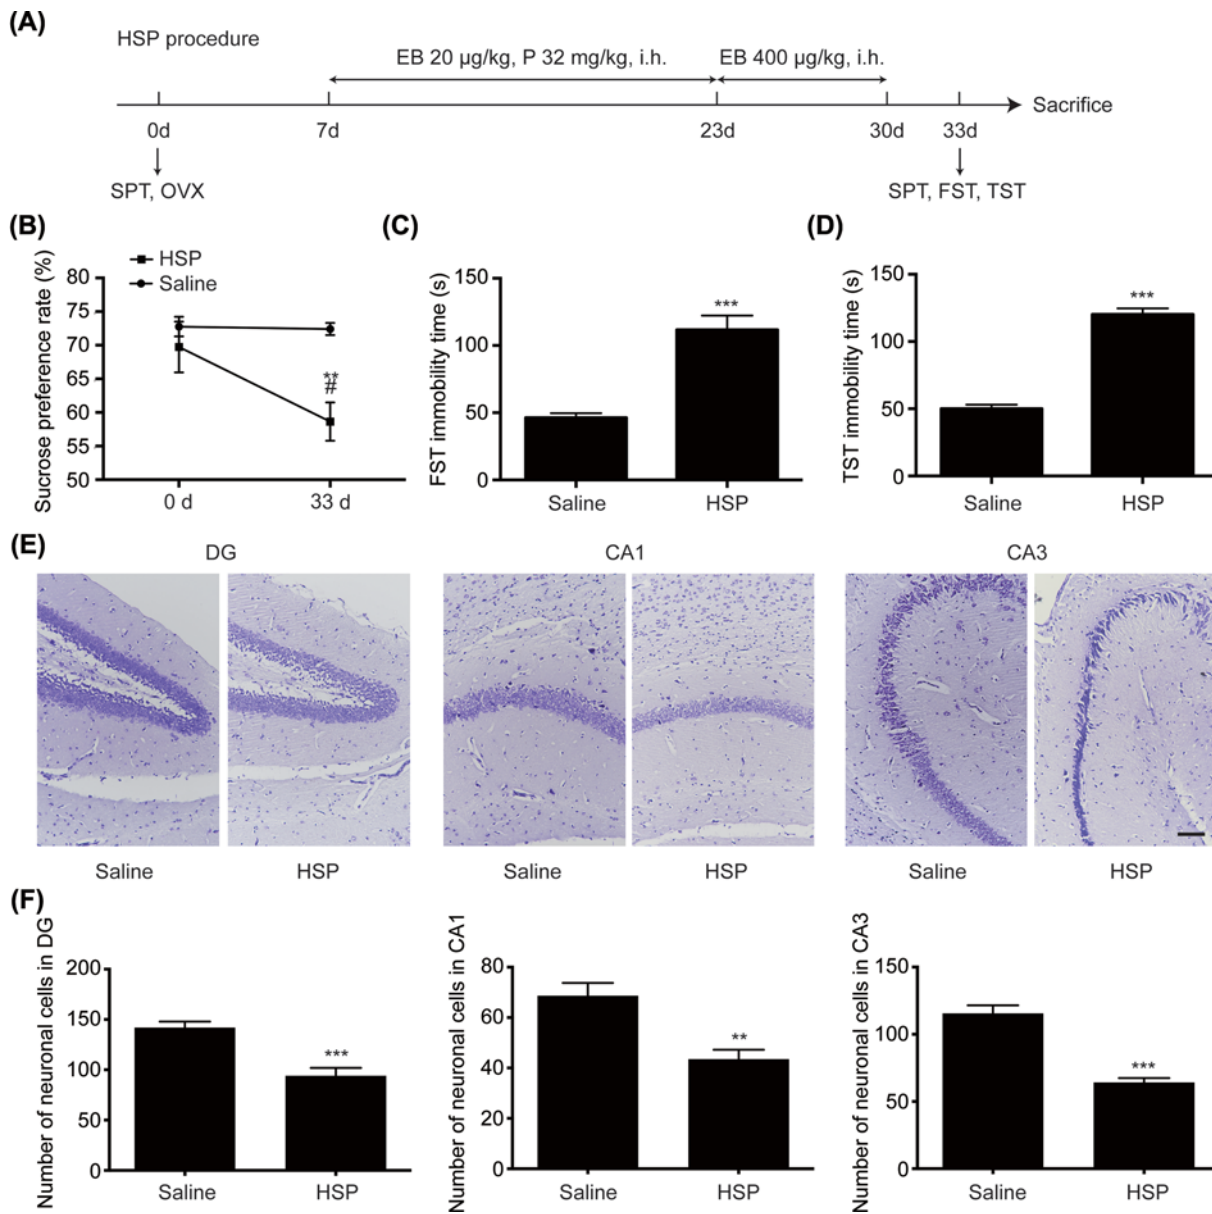 (A)
HSP procedure
EB 20 µg/kg, P 32 mg/kg, i.h.
EB 400 µg/kg, i.h.
0d
7d
23d
30d
33d
Sacrifice
SPT, OVX
SPT, FST, TST
(B)
HSP
Saline
Sucrose preference rate (%)
80
75
70
65
60
55
50
**
#
0 d
33 d
(C)
FST immobility time (s)
150
100
50
0
***
Saline
HSP
(D)
TST immobility time (s)
150
100
50
0
***
Saline
HSP
(E)
DG
CA1
CA3
Saline
HSP
Saline
HSP
Saline
HSP
(F)
Number of neuronal cells in DG
200
150
100
50
0
***
Saline
HSP
Number of neuronal cells in CA1
80
60
40
20
0
**
Saline
HSP
Number of neuronal cells in CA3
150
100
50
0
***
Saline
HSP